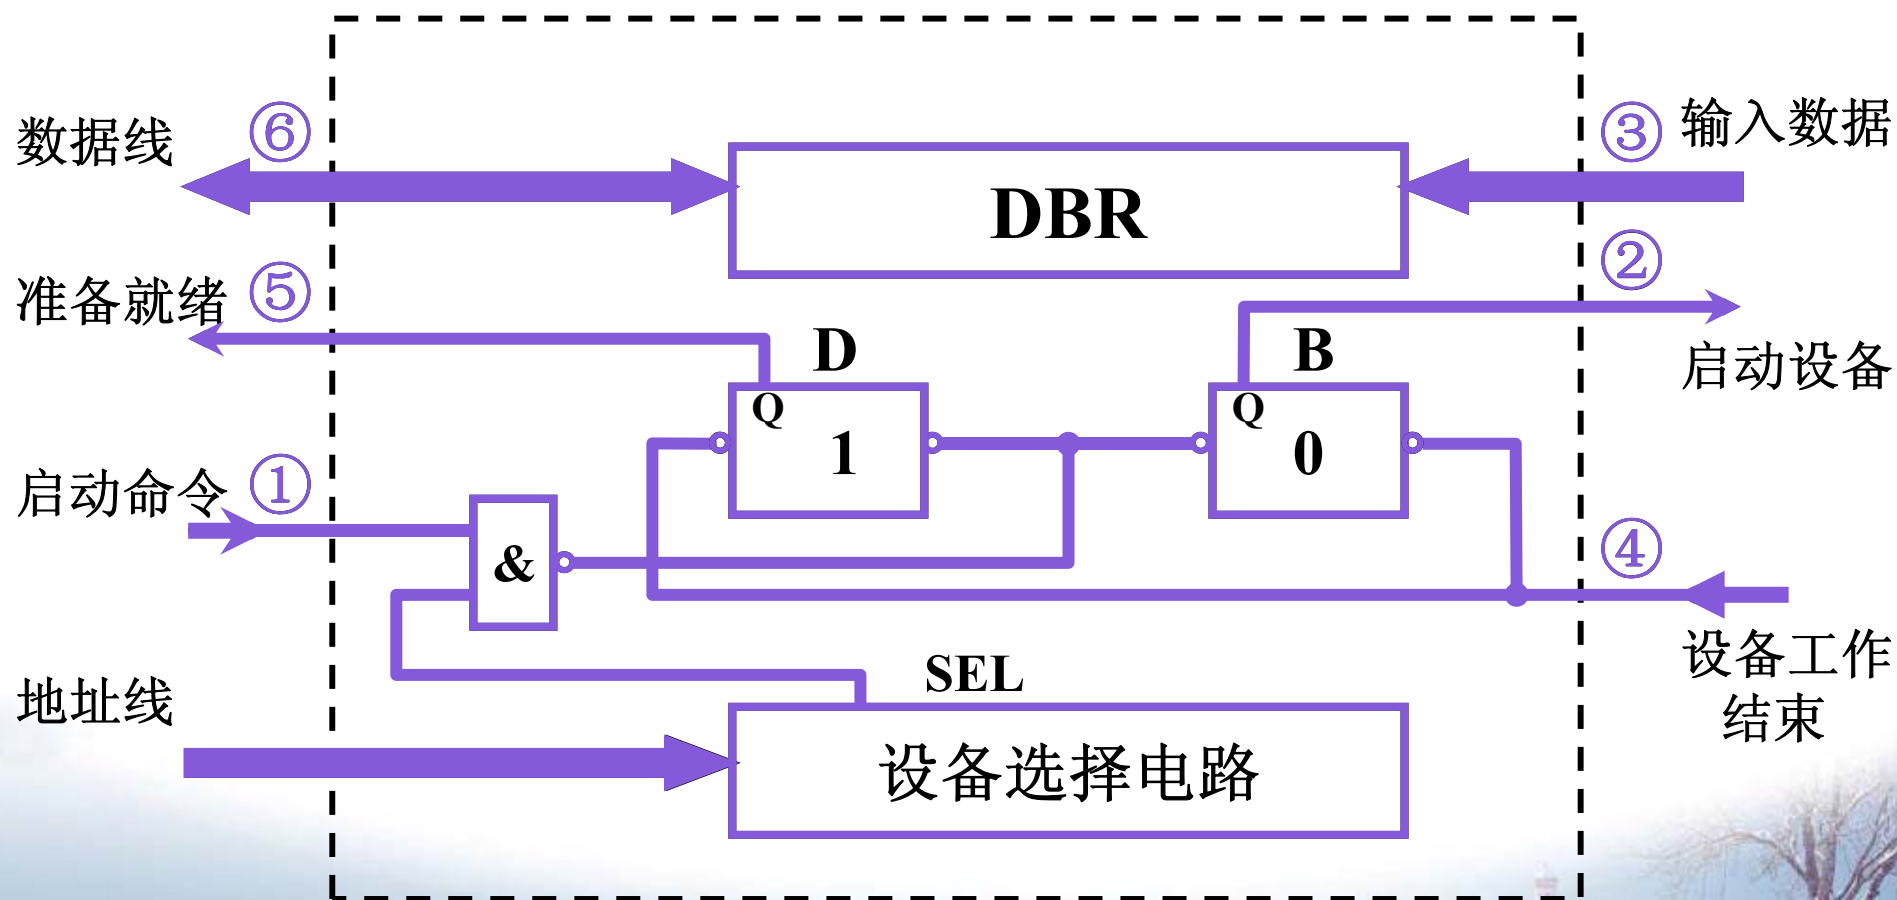 数据线
⑥
③
输入数据
DBR
②
准备就绪
⑤
D
B
启动设备
Q
1
Q
0
启动命令
①
&
④
SEL
设备工作
结束
地址线
设备选择电路